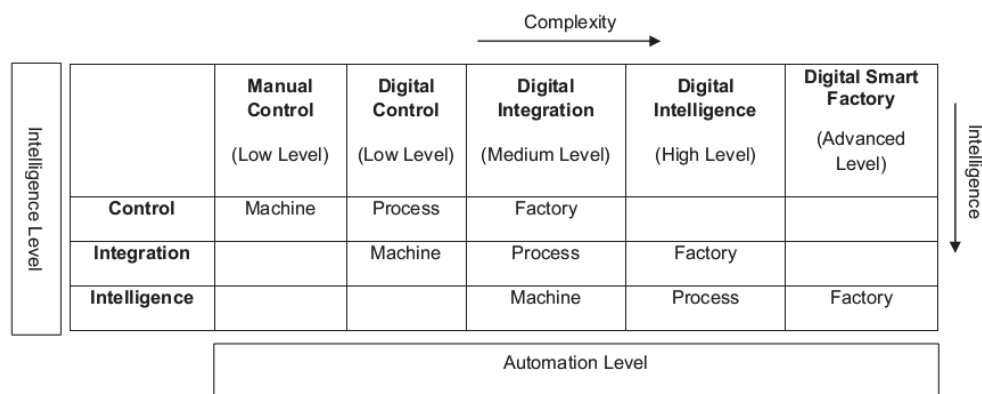 Complexity
Intelligence Level
Manual Control
(Low Level)
Digital Control
(Low Level)
Digital Integration
(Medium Level)
Digital Intelligence
(High Level)
Digital Smart Factory
(Advanced Level)
Intelligence
Control Machine Process Factory
Integration Machine Process Factory
Intelligence Machine Process Factory
Automation Level